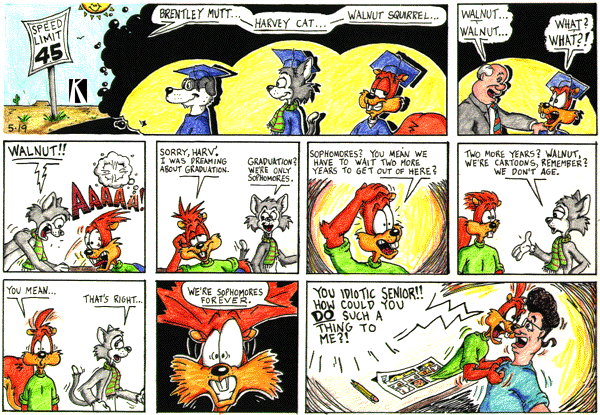 SPEED
LIMIT
45
K
5·19
BRENTLEY MUTT...
HARVEY CAT...
WALNUT SQUIRREL...
WALNUT...
WALNUT...
WHAT?
WHAT?!
WALNUT!!
AAAAA!
SORRY, HARV.
I WAS DREAMING
ABOUT GRADUATION.
GRADUATION?
WE'RE ONLY
SOPHOMORES.
SOPHOMORES? YOU MEAN WE
HAVE TO WAIT TWO MORE
YEARS TO GET OUT OF HERE?
TWO MORE YEARS? WALNUT,
WE'RE CARTOONS, REMEMBER?
WE DON'T AGE.
YOU MEAN...
THAT'S RIGHT...
WE'RE SOPHOMORES
FOREVER.
YOU IDIOTIC SENIOR!!
HOW COULD YOU
DO SUCH A
THING TO
ME?!